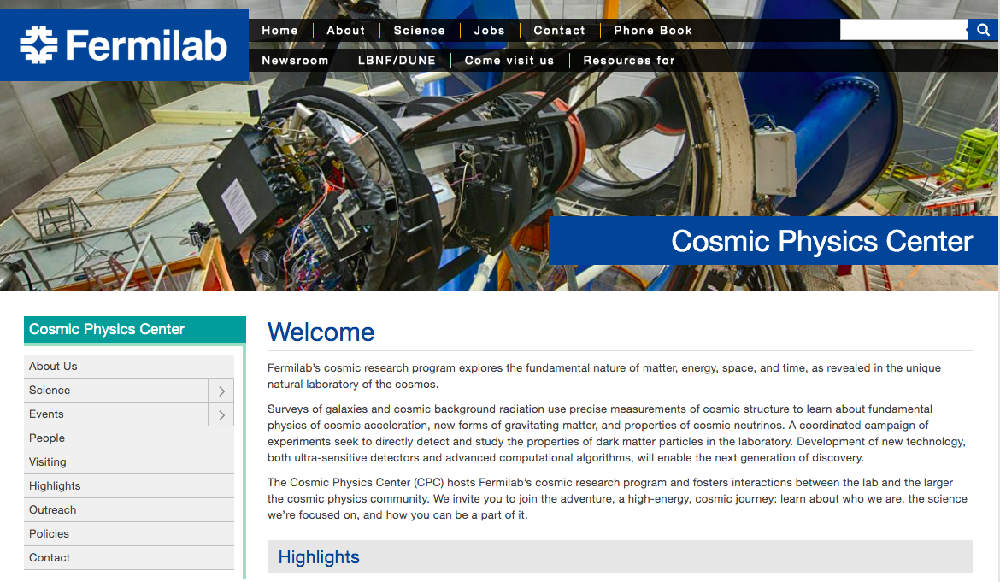 Fermilab
Home About Science Jobs Contact Phone Book
Newsroom LBNF/DUNE Come visit us Resources for
Cosmic Physics Center
Cosmic Physics Center
About Us
Science
Events
People
Visiting
Highlights
Outreach
Policies
Contact
Welcome
Fermilab’s cosmic research program explores the fundamental nature of matter, energy, space, and time, as revealed in the unique
natural laboratory of the cosmos.
Surveys of galaxies and cosmic background radiation use precise measurements of cosmic structure to learn about fundamental
physics of cosmic acceleration, new forms of gravitating matter, and properties of cosmic neutrinos. A coordinated campaign of
experiments seek to directly detect and study the properties of dark matter particles in the laboratory. Development of new technology,
both ultra-sensitive detectors and advanced computational algorithms, will enable the next generation of discovery.
The Cosmic Physics Center (CPC) hosts Fermilab’s cosmic research program and fosters interactions between the lab and the larger
the cosmic physics community. We invite you to join the adventure, a high-energy, cosmic journey: learn about who we are, the science
we’re focused on, and how you can be a part of it.
Highlights